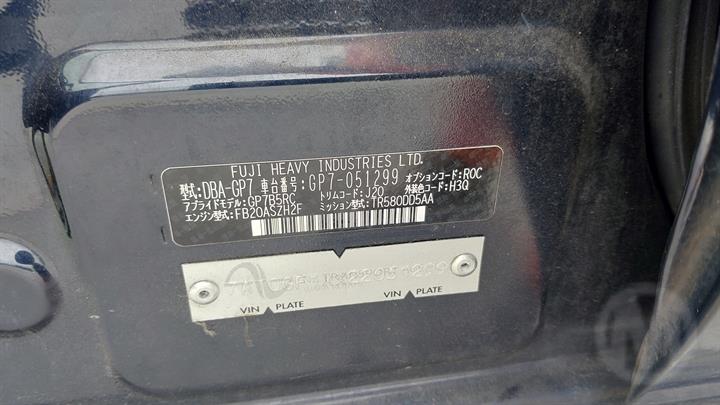 FUJI HEAVY INDUSTRIES LTD.
型式:DBA-GP7 車台番号:GP7-051299 オプションコード:ROC
7プライドモデル:GP7B5RC トリムコード:J20 外装色コード:H3Q
エンジン型式:FB20ASZH2F ミッション型式:TR580DD5AA
TRANSPORT
VIN PLATE VIN PLATE